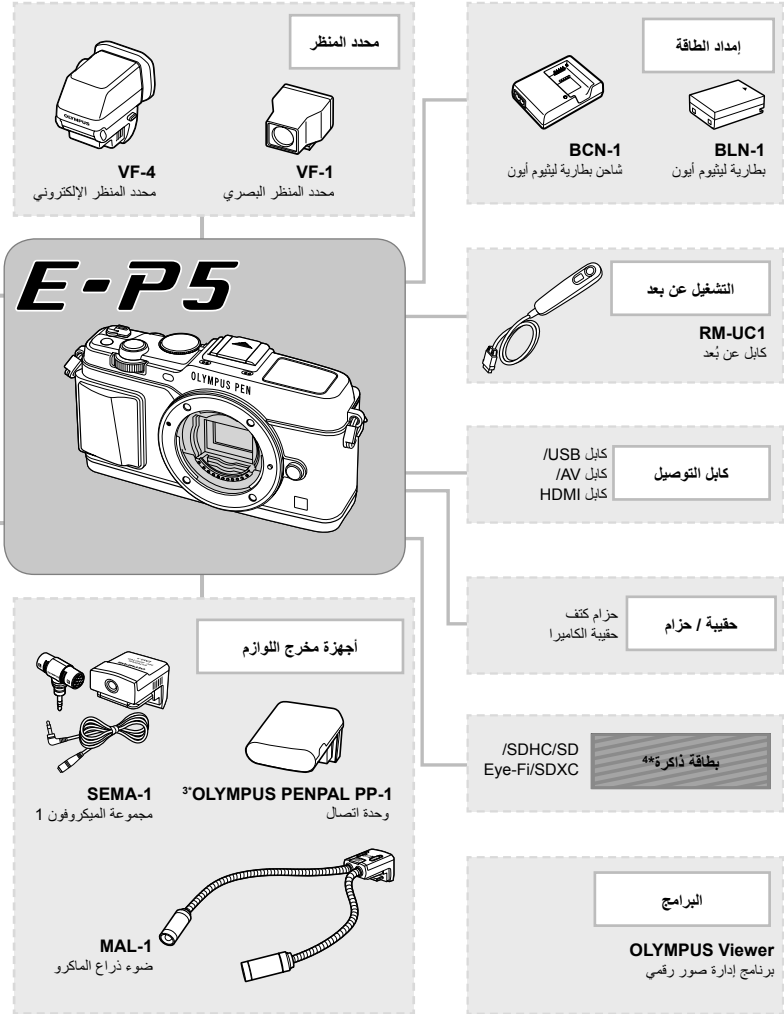 إمداد الطاقة
BLN-1
بطارية ليثيوم أيون
BCN-1
شاحن بطارية ليثيوم أيون
محدد المنظر
VF-1
محدد المنظر البصري
VF-4
محدد المنظر الإلكتروني
OLYMPUS
E-P5
OLYMPUS PEN
التشغيل عن بعد
RM-UC1
كابل عن بُعد
كابل التوصيل
كابل USB/
كابل AV/
كابل HDMI
حقيبة / حزام
حزام كتف
حقيبة الكاميرا
بطاقة ذاكرة*4
SDHC/SD/
Eye-Fi/SDXC
أجهزة مخرج اللوازم
OLYMPUS PENPAL PP-1*3
وحدة اتصال
SEMA-1
مجموعة الميكروفون 1
MAL-1
ضوء ذراع الماكرو
البرامج
OLYMPUS Viewer
برنامج إدارة صور رقمي